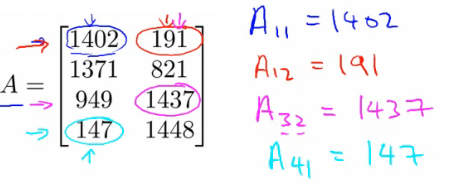 A =
1402 191
1371 821
949 1437
147 1448
A11 = 1402
A12 = 191
A32 = 1437
A41 = 147